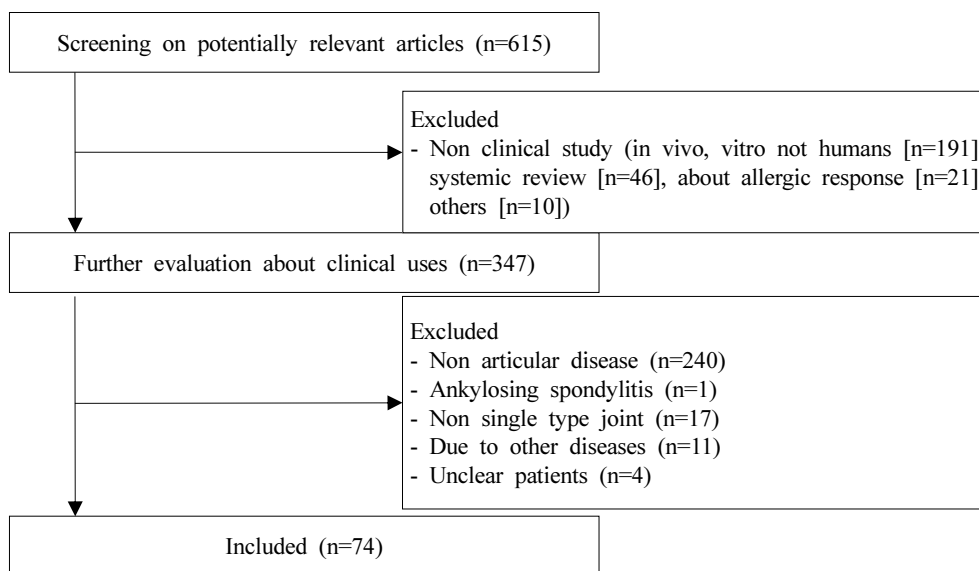 Screening on potentially relevant articles (n=615)
Excluded
- Non clinical study (in vivo, vitro not humans [n=191]
systemic review [n=46], about allergic response [n=21]
others [n=10])
Further evaluation about clinical uses (n=347)
Excluded
- Non articular disease (n=240)
- Ankylosing spondylitis (n=1)
- Non single type joint (n=17)
- Due to other diseases (n=11)
- Unclear patients (n=4)
Included (n=74)